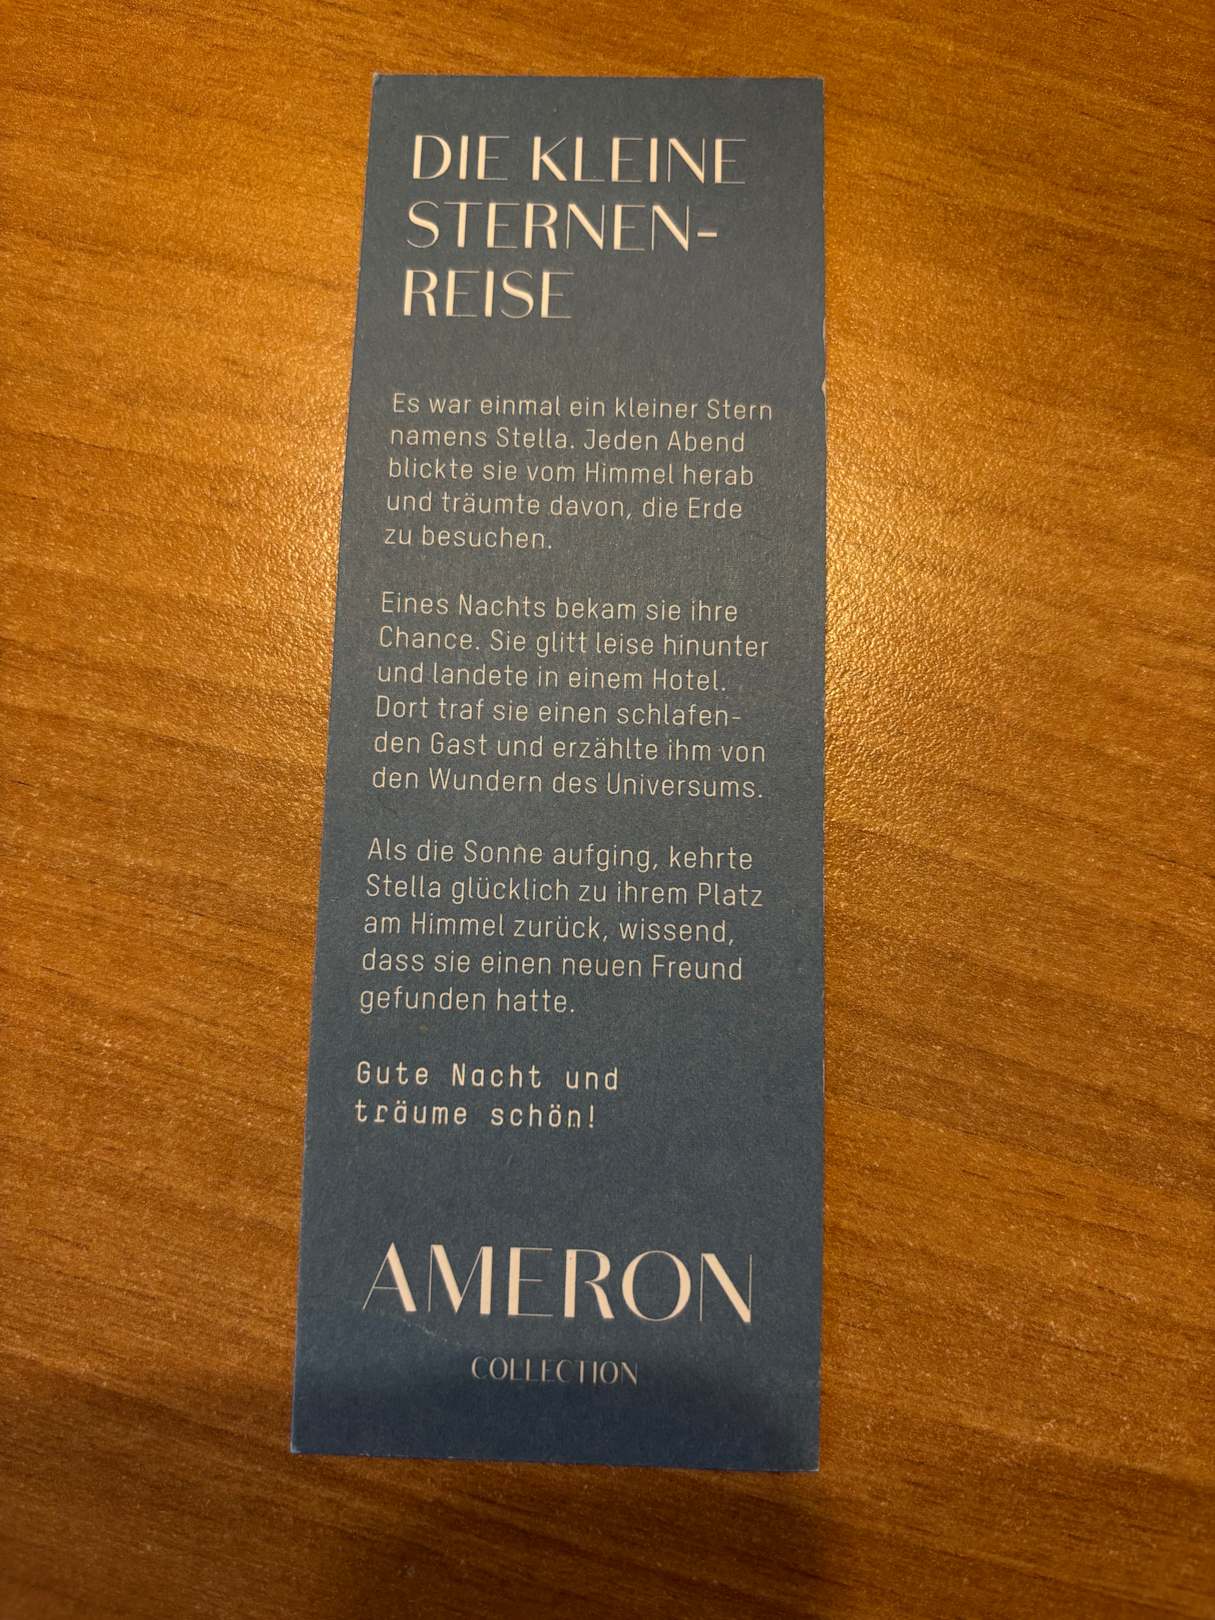 DIE KLEINE
STERNEN-
REISE
Es war einmal ein kleiner Stern
namens Stella. Jeden Abend
blickte sie vom Himmel herab
und träumte davon, die Erde
zu besuchen.
Eines Nachts bekam sie ihre
Chance. Sie glitt leise hinunter
und landete in einem Hotel.
Dort traf sie einen schlafen-
den Gast und erzählte ihm von
den Wundern des Universums.
Als die Sonne aufging, kehrte
Stella glücklich zu ihrem Platz
am Himmel zurück, wissend,
dass sie einen neuen Freund
gefunden hatte.
Gute Nacht und
träume schön!
AMERON
COLLECTION